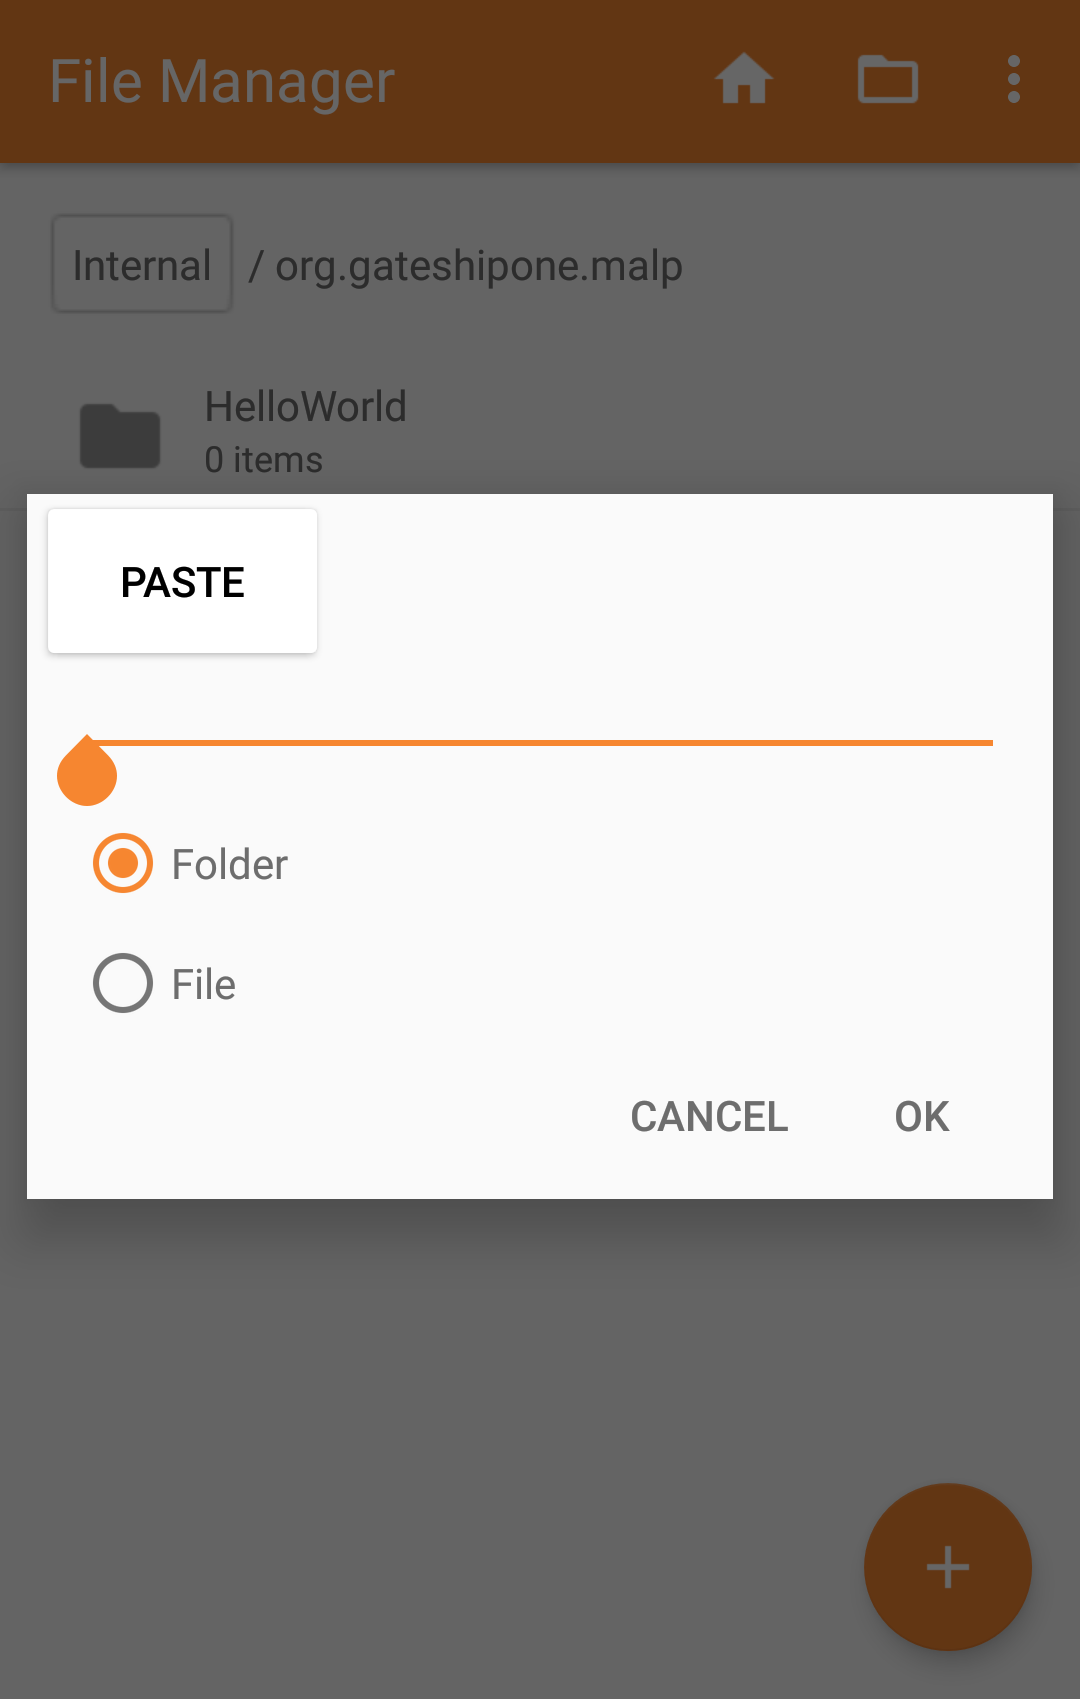 File Manager
Internal / org.gateshipone.malp
HelloWorld
0 items
PASTE
Folder
File
CANCEL OK